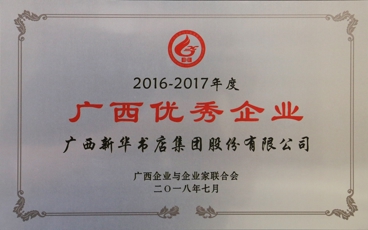 2016-2017年度
广西优秀企业
广西新华书店集团股份有限公司
广西企业与企业家联合会
二〇一八年七月